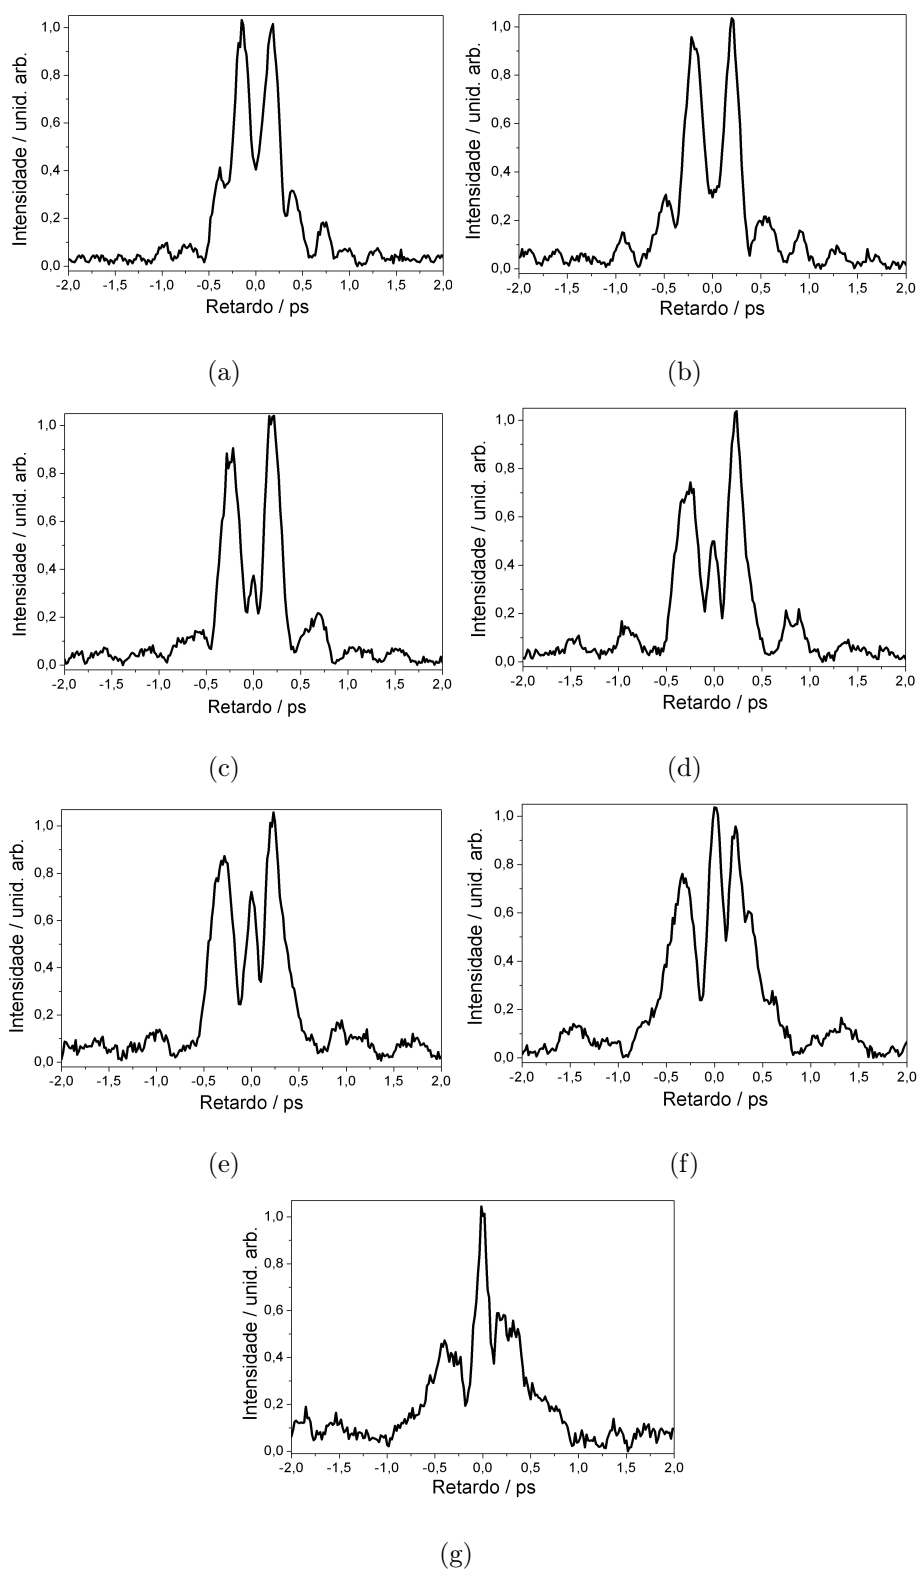 Intensidade / unid. arb.
1,0
0,8
0,6
0,4
0,2
0,0
-2,0 -1,5 -1,0 -0,5 0,0 0,5 1,0 1,5 2,0
Retardo / ps
(a)
Intensidade / unid. arb.
1,0
0,8
0,6
0,4
0,2
0,0
-2,0 -1,5 -1,0 -0,5 0,0 0,5 1,0 1,5 2,0
Retardo / ps
(b)
Intensidade / unid. arb.
1,0
0,8
0,6
0,4
0,2
0,0
-2,0 -1,5 -1,0 -0,5 0,0 0,5 1,0 1,5 2,0
Retardo / ps
(c)
Intensidade / unid. arb.
1,0
0,8
0,6
0,4
0,2
0,0
-2,0 -1,5 -1,0 -0,5 0,0 0,5 1,0 1,5 2,0
Retardo / ps
(d)
Intensidade / unid. arb.
1,0
0,8
0,6
0,4
0,2
0,0
-2,0 -1,5 -1,0 -0,5 0,0 0,5 1,0 1,5 2,0
Retardo / ps
(e)
Intensidade / unid. arb.
1,0
0,8
0,6
0,4
0,2
0,0
-2,0 -1,5 -1,0 -0,5 0,0 0,5 1,0 1,5 2,0
Retardo / ps
(f)
Intensidade / unid. arb.
1,0
0,8
0,6
0,4
0,2
0,0
-2,0 -1,5 -1,0 -0,5 0,0 0,5 1,0 1,5 2,0
Retardo / ps
(g)